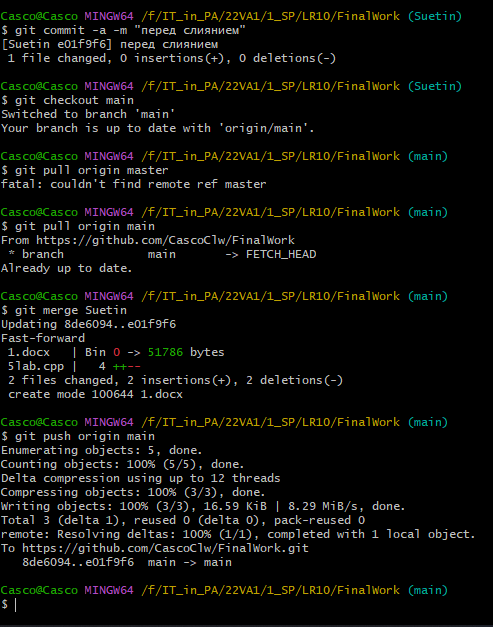 Casco@Casco MINGW64 /f/IT_in_PA/22VA1/1_SP/LR10/FinalWork (Suetin)
$ git commit -a -m "перед слиянием"
[Suetin e01f9f6] перед слиянием
 1 file changed, 0 insertions(+), 0 deletions(-)
Casco@Casco MINGW64 /f/IT_in_PA/22VA1/1_SP/LR10/FinalWork (Suetin)
$ git checkout main
Switched to branch 'main'
Your branch is up to date with 'origin/main'.
Casco@Casco MINGW64 /f/IT_in_PA/22VA1/1_SP/LR10/FinalWork (main)
$ git pull origin master
fatal: couldn't find remote ref master
Casco@Casco MINGW64 /f/IT_in_PA/22VA1/1_SP/LR10/FinalWork (main)
$ git pull origin main
From https://github.com/CascoClw/FinalWork
 * branch            main       -> FETCH_HEAD
Already up to date.
Casco@Casco MINGW64 /f/IT_in_PA/22VA1/1_SP/LR10/FinalWork (main)
$ git merge Suetin
Updating 8de6094..e01f9f6
Fast-forward
 1.docx   | Bin 0 -> 51786 bytes
 5lab.cpp |   4 ++--
 2 files changed, 2 insertions(+), 2 deletions(-)
 create mode 100644 1.docx
Casco@Casco MINGW64 /f/IT_in_PA/22VA1/1_SP/LR10/FinalWork (main)
$ git push origin main
Enumerating objects: 5, done.
Counting objects: 100% (5/5), done.
Delta compression using up to 12 threads
Compressing objects: 100% (3/3), done.
Writing objects: 100% (3/3), 16.59 KiB | 8.29 MiB/s, done.
Total 3 (delta 1), reused 0 (delta 0), pack-reused 0
remote: Resolving deltas: 100% (1/1), completed with 1 local object.
To https://github.com/CascoClw/FinalWork.git
   8de6094..e01f9f6  main -> main
Casco@Casco MINGW64 /f/IT_in_PA/22VA1/1_SP/LR10/FinalWork (main)
$